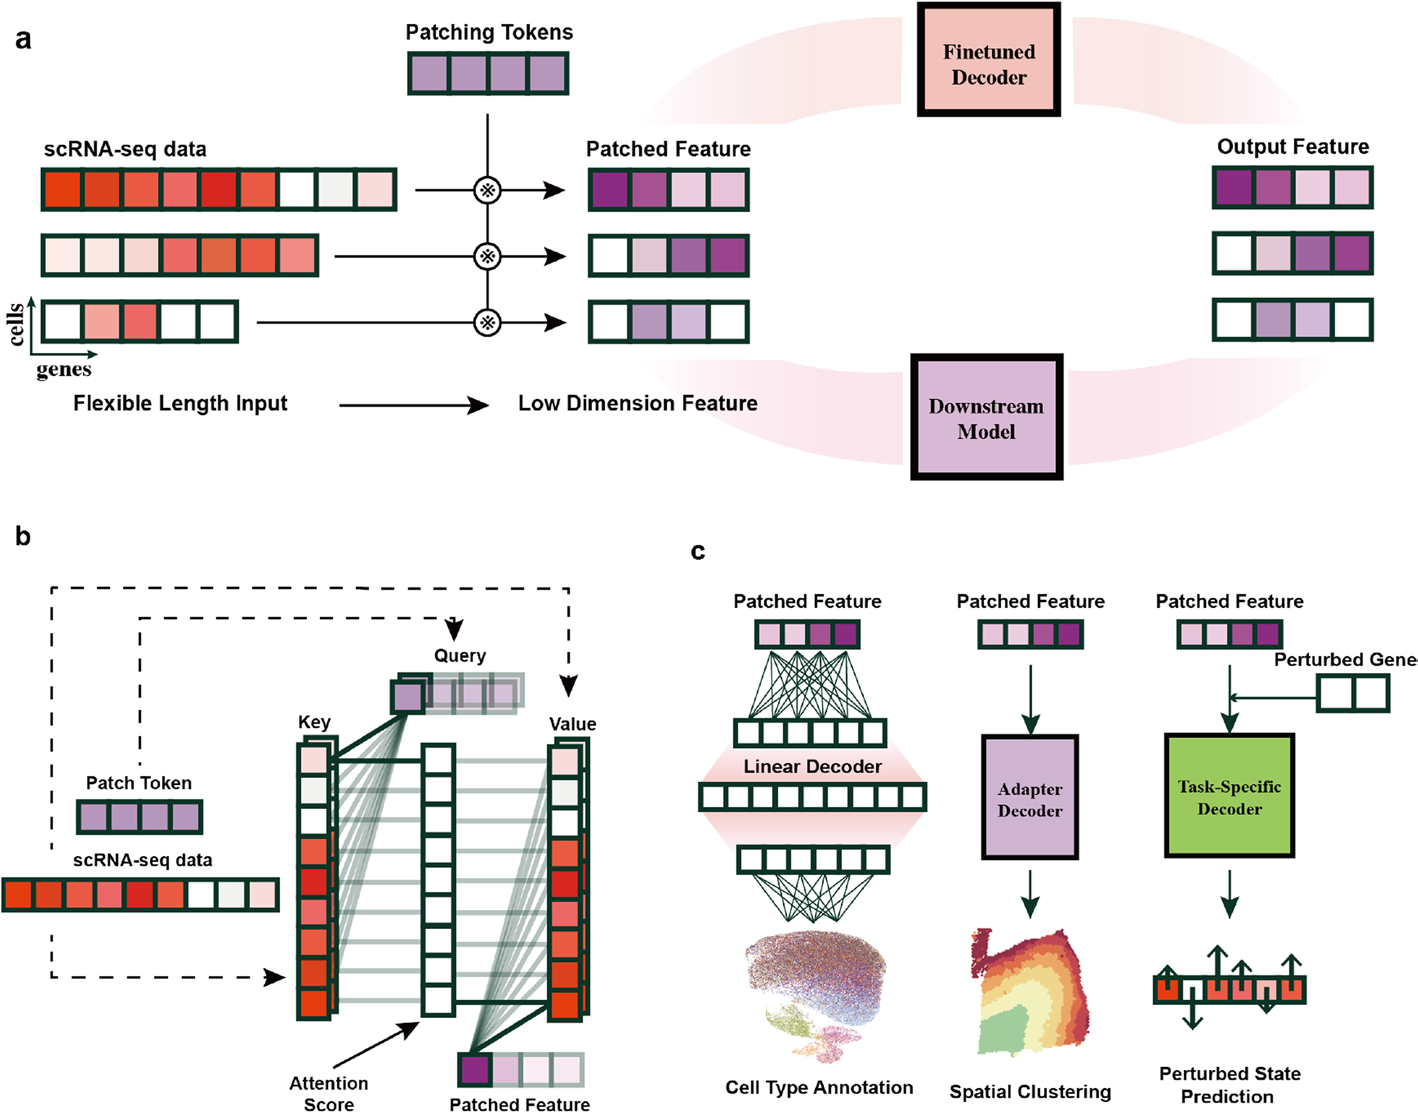 a
Patching Tokens
Finetuned
Decoder
scRNA-seq data
Patched Feature
Output Feature
cells
genes
Flexible Length Input
Low Dimension Feature
Downstream
Model
b
Query
Key
Value
Patch Token
scRNA-seq data
Attention
Score
Patched Feature
c
Patched Feature
Patched Feature
Patched Feature
Perturbed Gene
Linear Decoder
Adapter
Decoder
Task-Specific
Decoder
Cell Type Annotation
Spatial Clustering
Perturbed State
Prediction